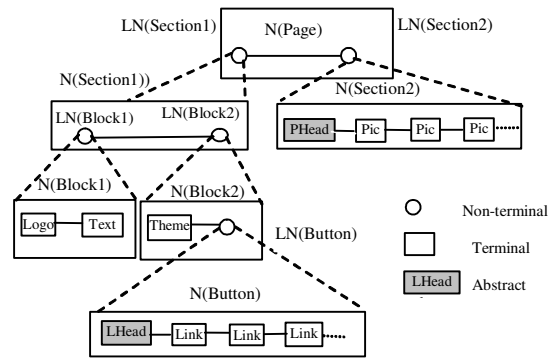 LN(Section1)
N(Page)
LN(Section2)
N(Section1))
N(Section2)
LN(Block1)
LN(Block2)
PHead
Pic
Pic
Pic
N(Block1)
N(Block2)
Logo
Text
Theme
LN(Button)
Non-terminal
Terminal
LHead
Abstract
N(Button)
LHead
Link
Link
Link